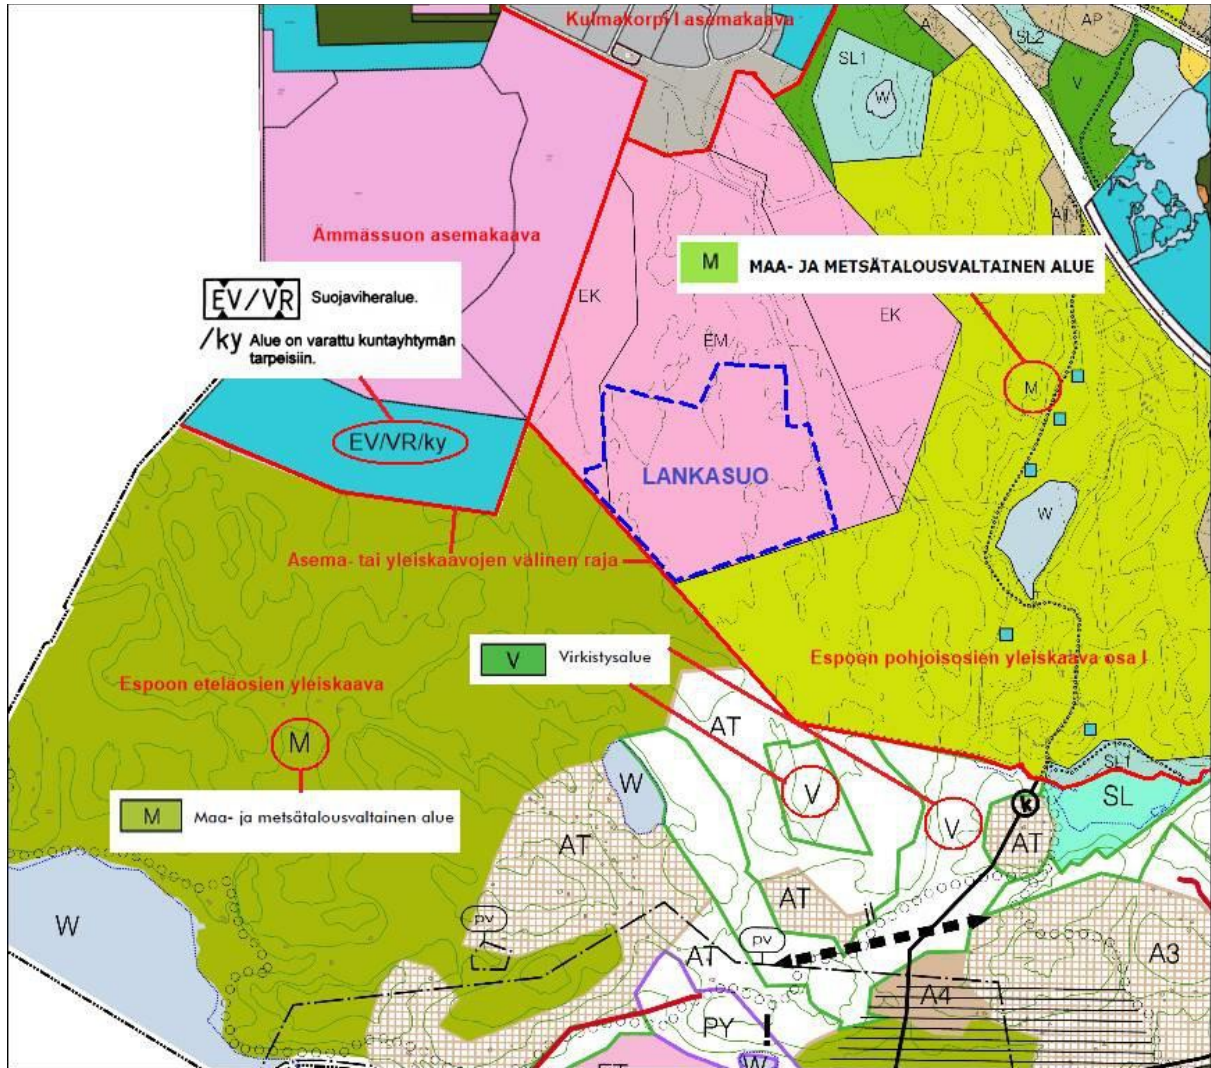 Kulmakorpi I asemakaava
AT
AP
SL2
SL1
W
V
AT
Ämmässuon asemakaava
M MAA- JA METSÄTALOUSVALTAINEN ALUE
EV/VR Suojaviheralue.
/ky Alue on varattu kuntayhtymän
tarpeisiin.
EK
EM
EK
M
EV/VR/ky
LANKASUO
W
Asema- tai yleiskaavojen välinen raja
V Virkistysalue
Espoon pohjoisosien yleiskaava osa I
Espoon eteläosien yleiskaava
M
AT
W
V
SL1
SL
k
V
AT
M Maa- ja metsätalousvaltainen alue
AT
AT
W
pv
jl
pv
AT
A3
A4
PY
!
W
ET